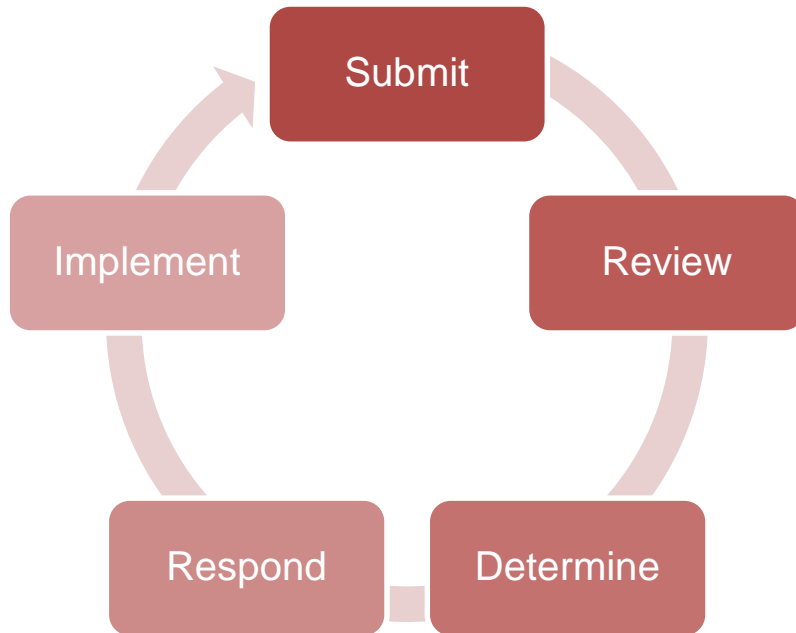 Submit
Review
Determine
Respond
Implement